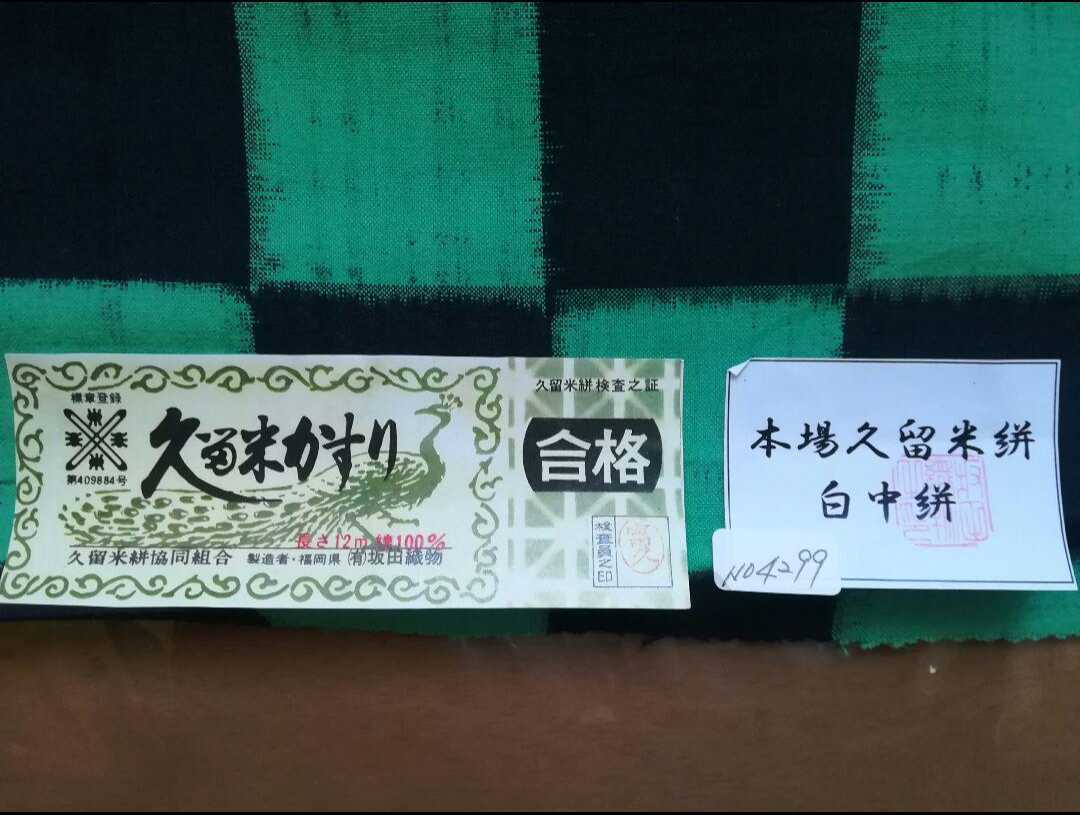 標章登録
第409884号
久留米かすり
長さ12m 綿100%
久留米絣協同組合 製造者・福岡県 (有)坂田織物
久留米絣検査之証
合格
検査員之印
本場久留米絣
白中絣
NO4299